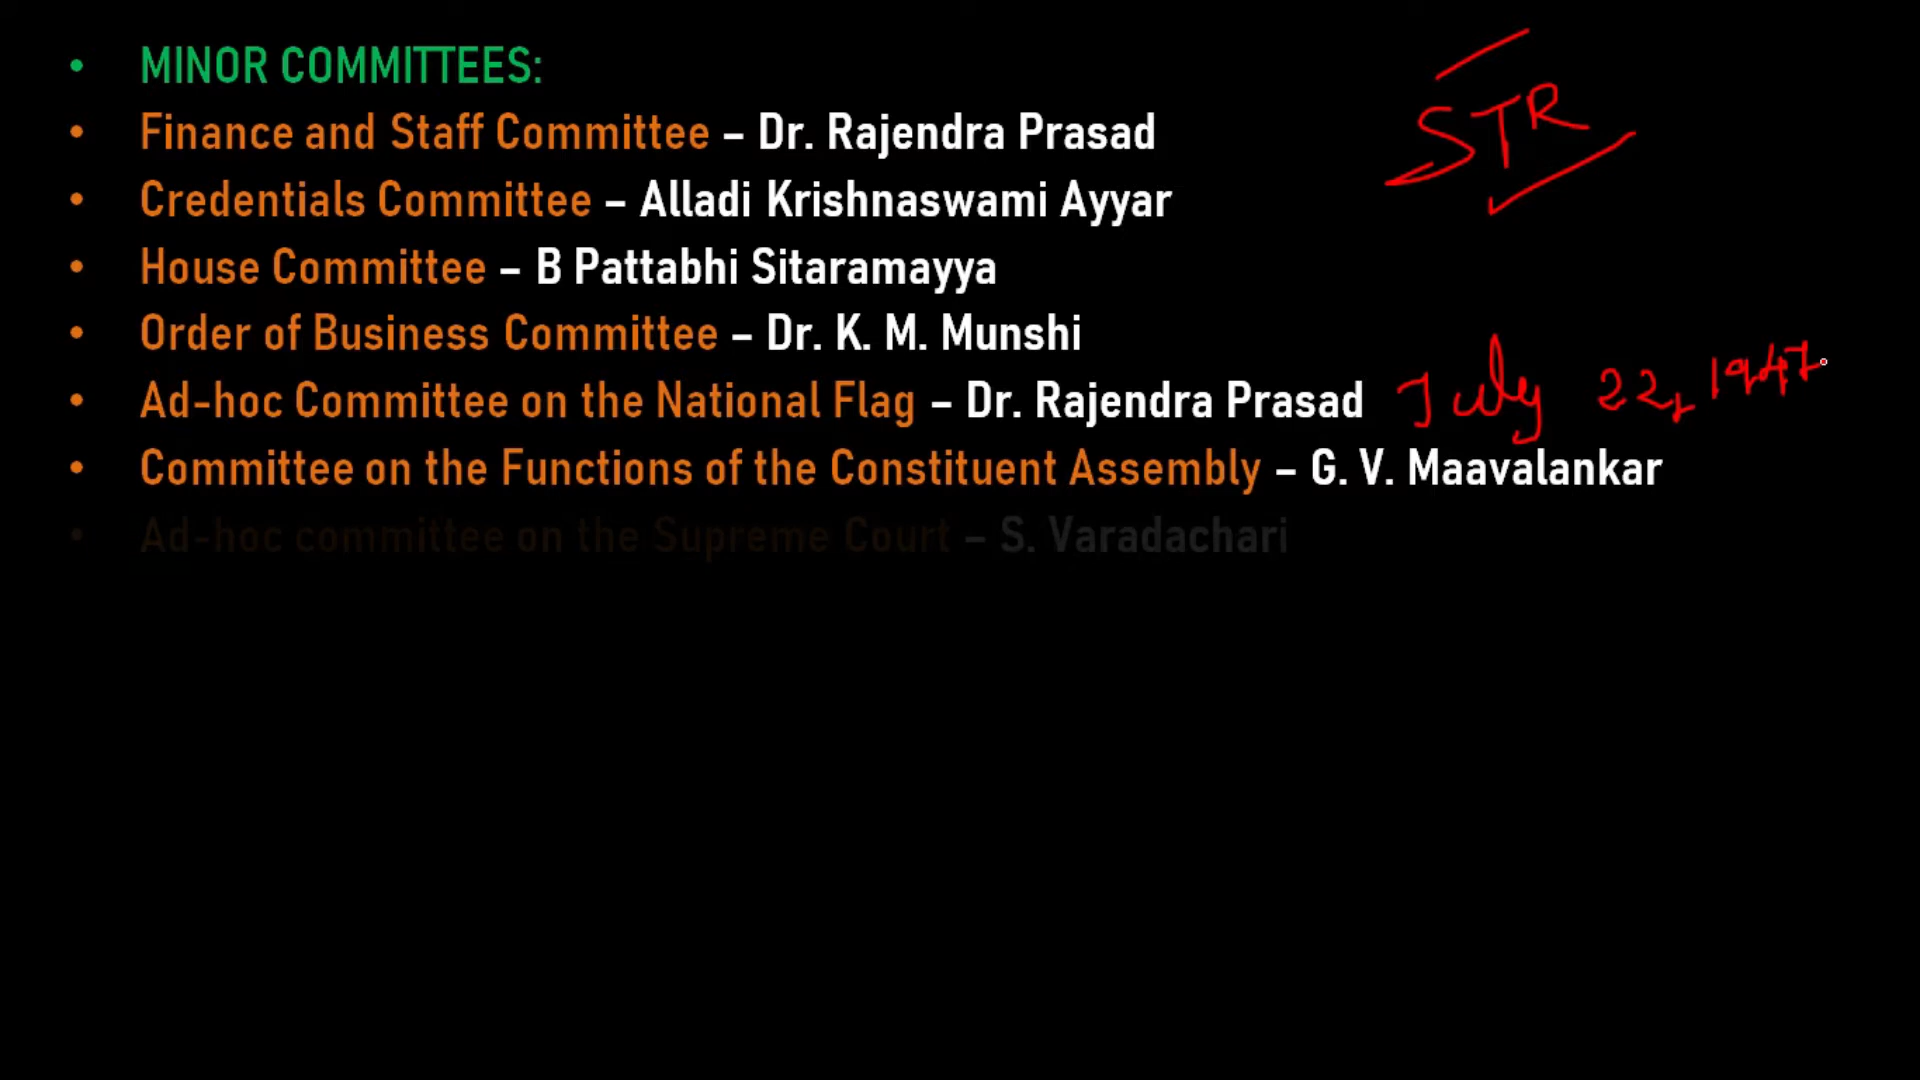 • MINOR COMMITTEES:
STR
• Finance and Staff Committee – Dr. Rajendra Prasad
• Credentials Committee – Alladi Krishnaswami Ayyar
• House Committee – B Pattabhi Sitaramayya
• Order of Business Committee – Dr. K. M. Munshi
• Ad-hoc Committee on the National Flag – Dr. Rajendra Prasad July 22, 1947
• Committee on the Functions of the Constituent Assembly – G. V. Maavalankar
• Ad-hoc committee on the Supreme Court – S. Varadachari